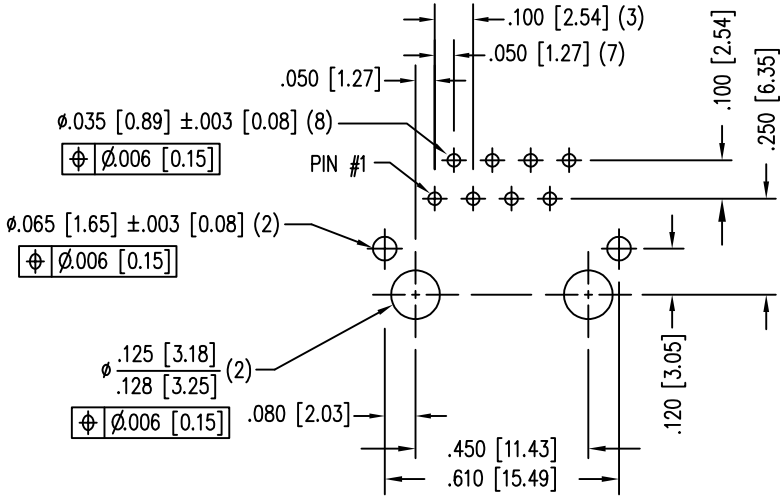 .100 [2.54] (3)
.050 [1.27] (7)
.050 [1.27]
.100 [2.54]
.250 [6.35]
ø.035 [0.89] ±.003 [0.08] (8)
⌖ Ø.006 [0.15]
PIN #1
ø.065 [1.65] ±.003 [0.08] (2)
⌖ Ø.006 [0.15]
ø .125 [3.18]
.128 [3.25] (2)
⌖ Ø.006 [0.15]
.080 [2.03]
.120 [3.05]
.450 [11.43]
.610 [15.49]